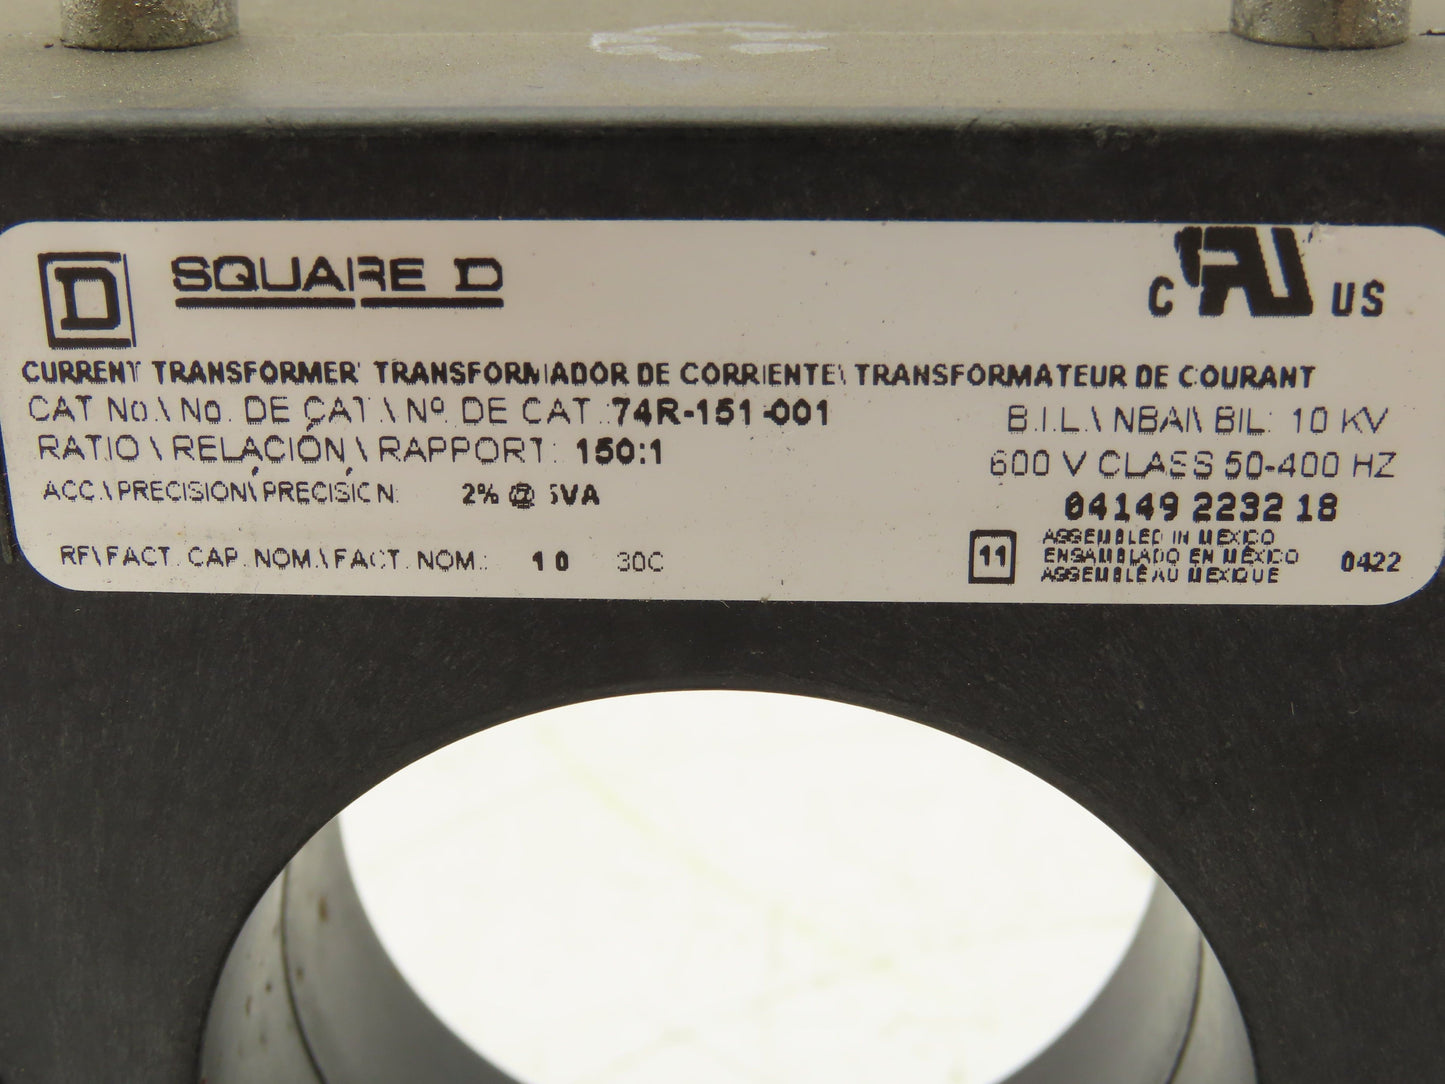 D SQUARE D
C UL US
CURRENT TRANSFORMER\ TRANSFORMADOR DE CORRIENTE\ TRANSFORMATEUR DE COURANT
CAT No.\ No. DE CAT.\ Nº DE CAT.: 74R-151-001
B.I.L.\ NBAI\ BIL: 10 KV
RATIO \ RELACIÓN \ RAPPORT: 150:1
600 V CLASS 50-400 HZ
ACC.\ PRECISION\ PRECISION: 2% @ 5VA
04149 2232 18
RF\ FACT. CAP. NOM.\ FACT. NOM.: 1 0 30C
11
ASSEMBLED IN MEXICO
ENSAMBLADO EN MÉXICO
ASSEMBLÉ AU MEXIQUE
0422